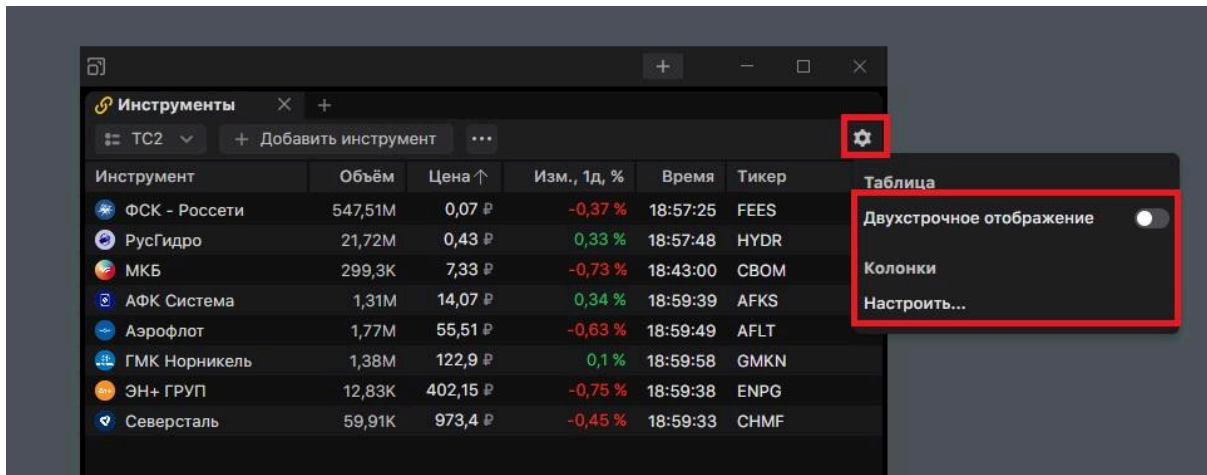 Инструменты
TC2 Добавить инструмент ...
Инструмент Объём Цена↑ Изм., 1д, % Время Тикер
ФСК - Россети 547,51M 0,07 ₽ -0,37 % 18:57:25 FEES
РусГидро 21,72M 0,43 ₽ 0,33 % 18:57:48 HYDR
МКБ 299,3K 7,33 ₽ -0,73 % 18:43:00 CBOM
АФК Система 1,31M 14,07 ₽ 0,34 % 18:59:39 AFKS
Аэрофлот 1,77M 55,51 ₽ -0,63 % 18:59:49 AFLT
ГМК Норникель 1,38M 122,9 ₽ 0,1 % 18:59:58 GMKN
ЭН+ ГРУП 12,83K 402,15 ₽ -0,75 % 18:59:38 ENPG
Северсталь 59,91K 973,4 ₽ -0,45 % 18:59:33 CHMF
Таблица
Двухстрочное отображение
Колонки
Настроить...